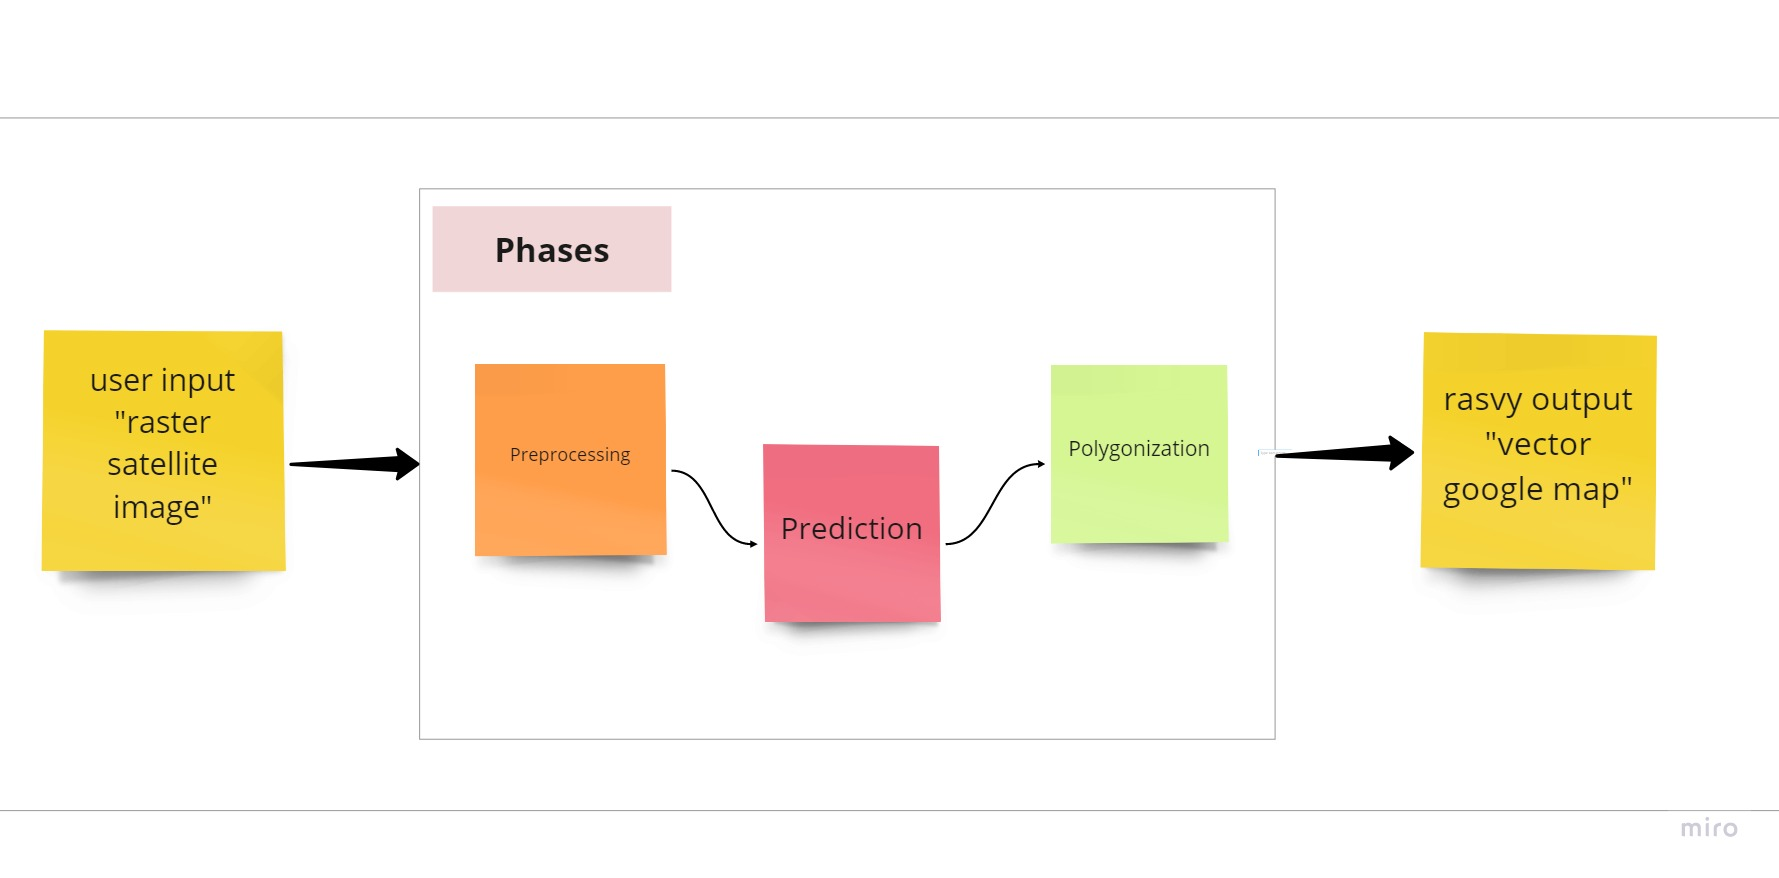 Phases
user input
"raster
satellite
image"
Preprocessing
Prediction
Polygonization
rasvy output
"vector
google map"
miro